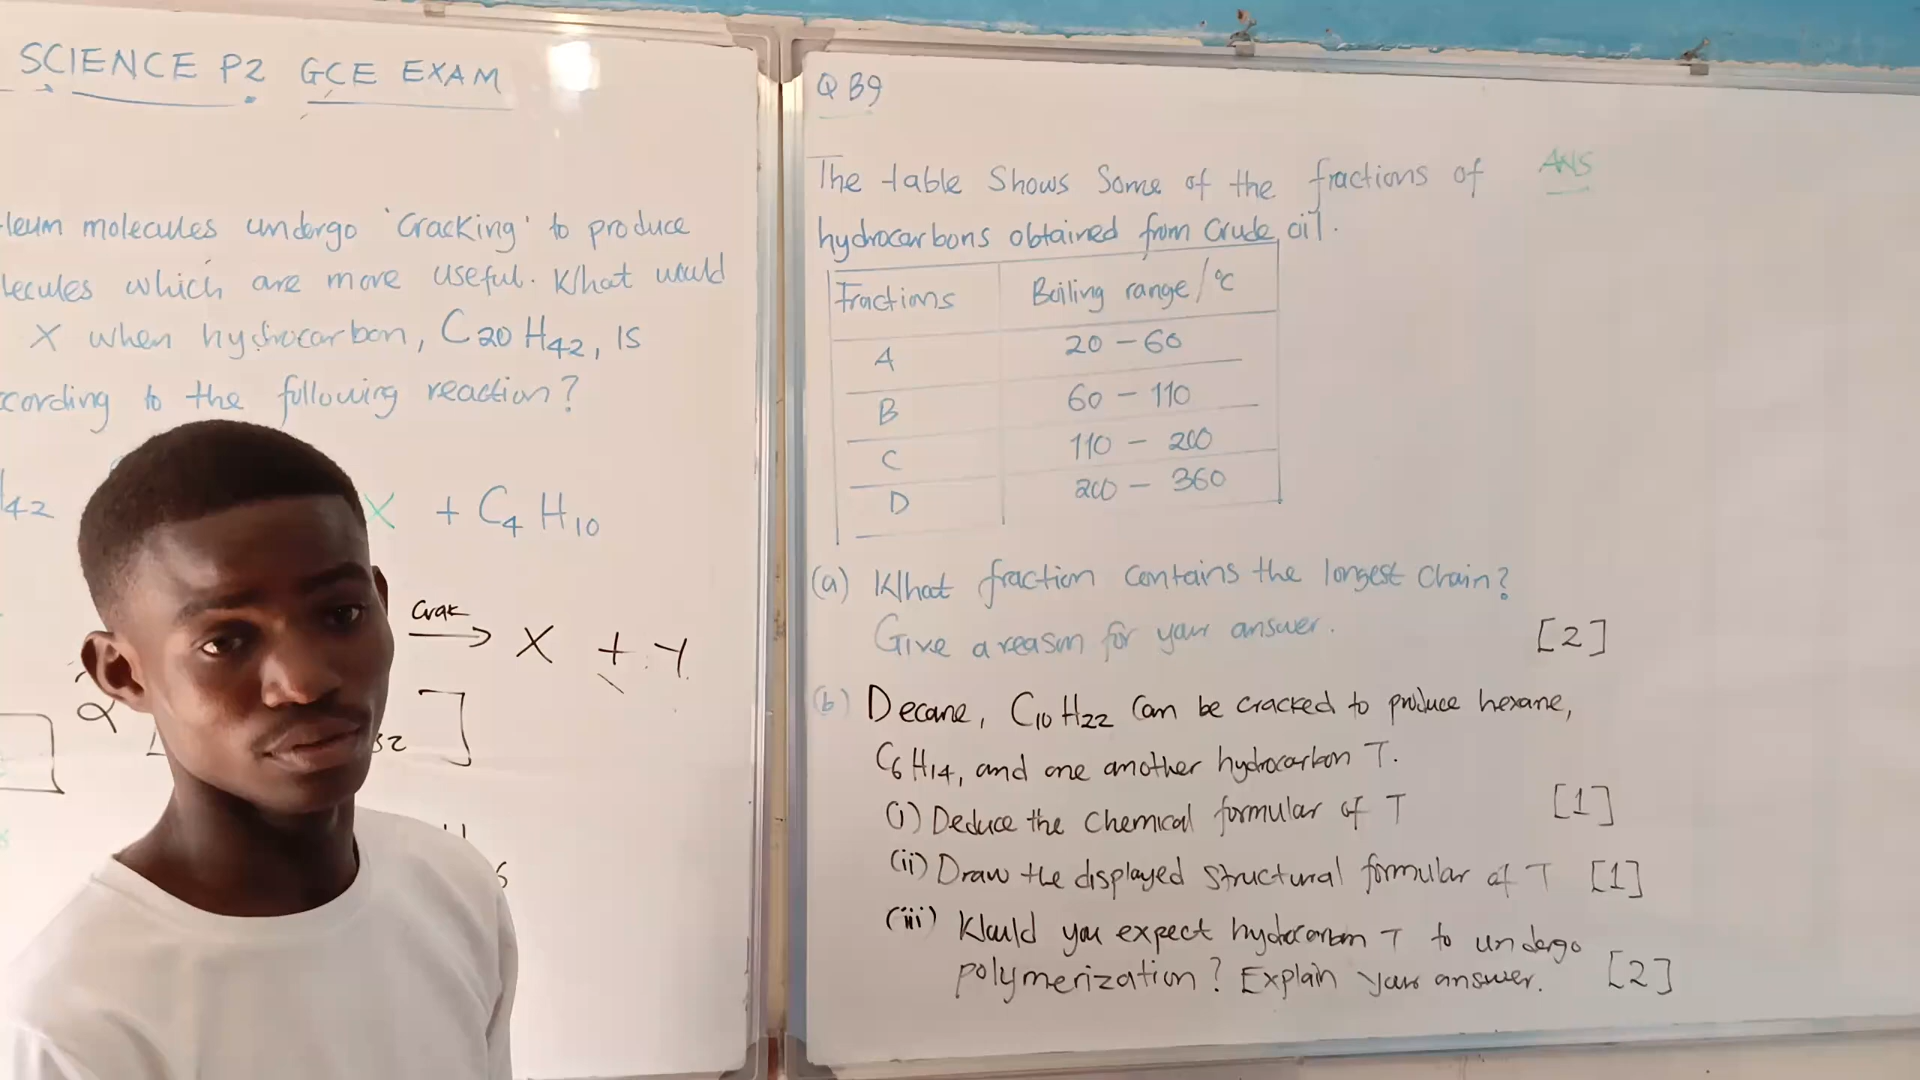 SCIENCE P2 GCE EXAM
leum molecules undergo 'Cracking' to produce
lecules which are more useful. What would
X when hydrocarbon, C20H42, is
cording to the following reaction?
42 X + C4H10
Crak
X + Y
Q B9
The table Shows Some of the fractions of
hydrocarbons obtained from Crude oil.
ANS
Fractions Boiling range/°C
A 20 – 60
B 60 – 110
C 110 – 200
D 200 – 360
(a) What fraction contains the longest Chain?
Give a reason for your answer. [2]
(b) Decane, C10H22 can be cracked to produce hexane,
C6H14, and one another hydrocarbon T.
(i) Deduce the chemical formular of T [1]
(ii) Draw the displayed structural formular of T [1]
(iii) Would you expect hydrocarbon T to undergo
polymerization? Explain your answer. [2]